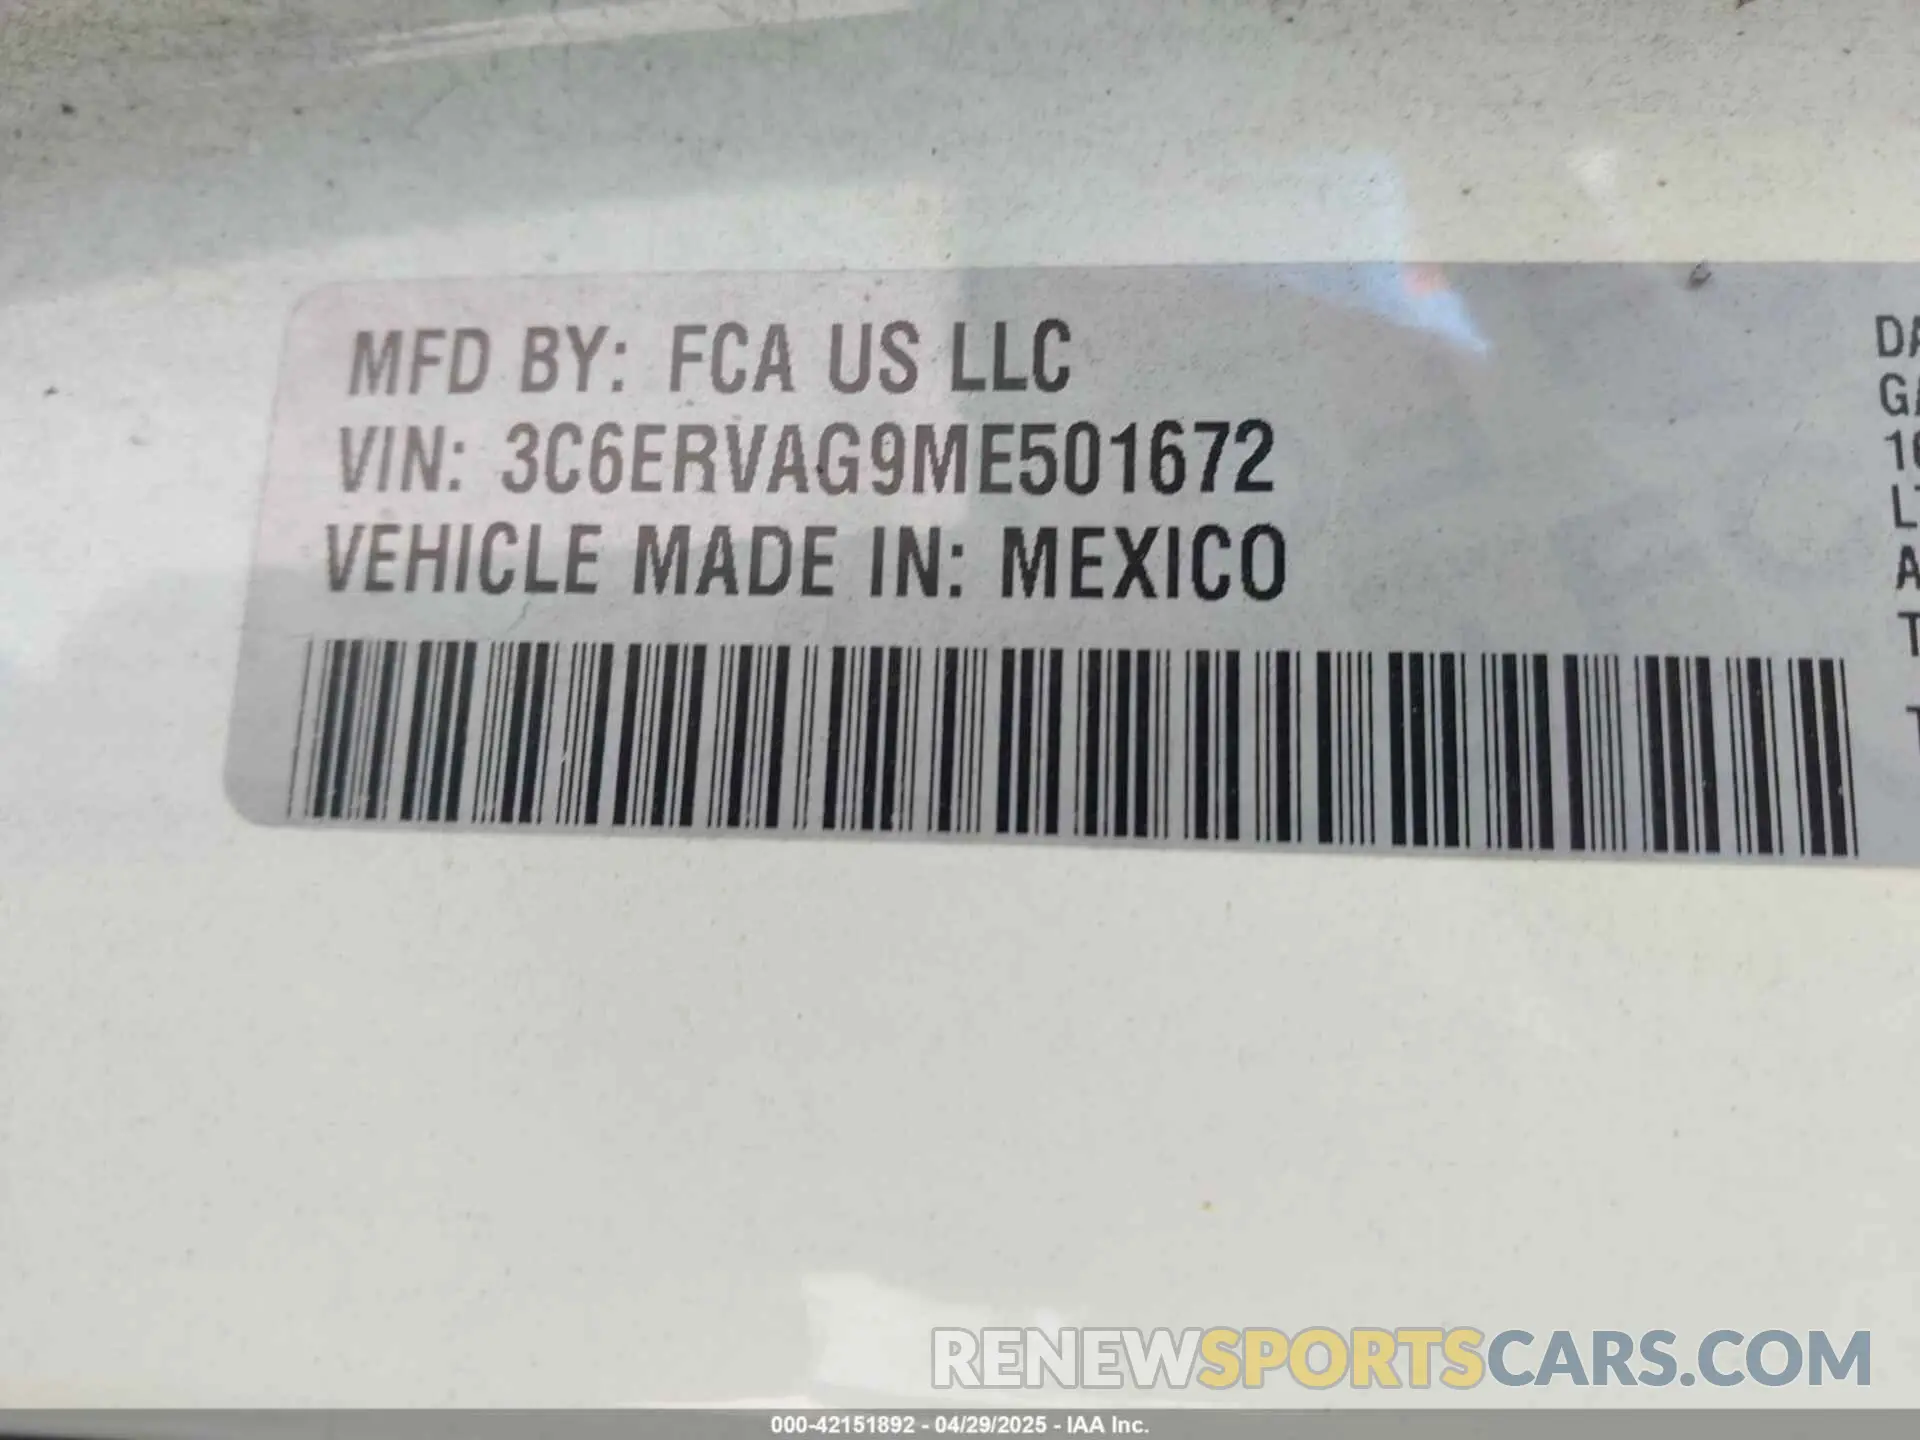 MFD BY: FCA US LLC
VIN: 3C6ERVAG9ME501672
VEHICLE MADE IN: MEXICO
RENEWSPORTSCARS.COM
000-42151892 - 04/29/2025 - IAA Inc.